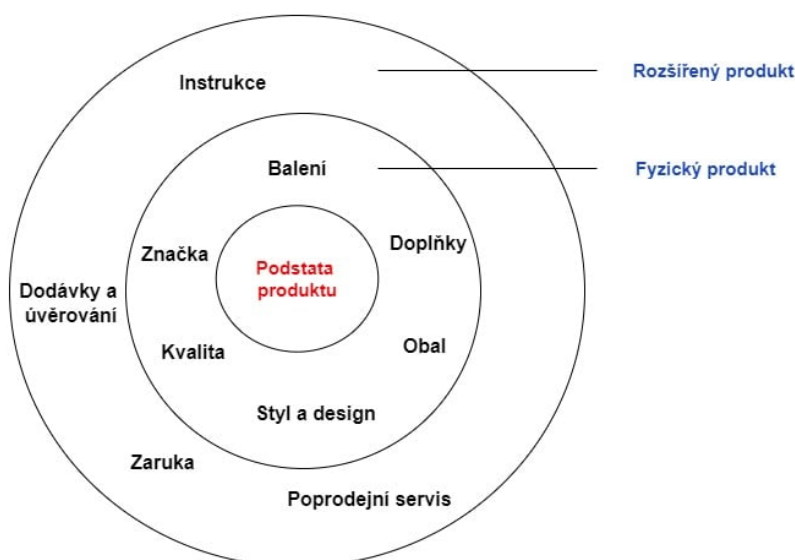 Instrukce
Rozšířený produkt
Balení
Fyzický produkt
Značka
Doplňky
Podstata
produktu
Dodávky a
úvěrování
Kvalita
Obal
Styl a design
Zaruka
Poprodejní servis